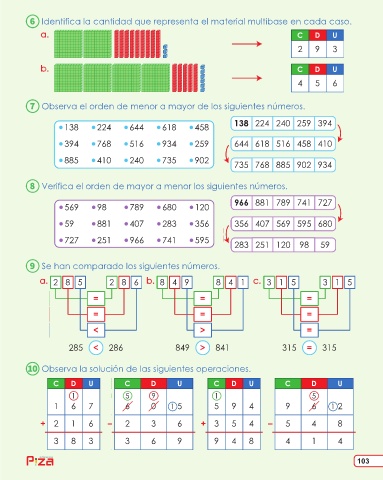 6 Identifica la cantidad que representa el material multibase en cada caso.
a.
C D U
2 9 3
b.
C D U
4 5 6
7 Observa el orden de menor a mayor de los siguientes números.
• 138 • 224 • 644 • 618 • 458
• 394 • 768 • 516 • 934 • 259
• 885 • 410 • 240 • 735 • 902
138 224 240 259 394
644 618 516 458 410
735 768 885 902 934
8 Verifica el orden de mayor a menor los siguientes números.
• 569 • 98 • 789 • 680 • 120
• 59 • 881 • 407 • 283 • 356
• 727 • 251 • 966 • 741 • 595
966 881 789 741 727
356 407 569 595 680
283 251 120 98 59
9 Se han comparado los siguientes números.
a. 2 8 5 2 8 6 b. 8 4 9 8 4 1 c. 3 1 5 3 1 5
= = =
= = =
< > =
285 < 286 849 > 841 315 = 315
10 Observa la solución de las siguientes operaciones.
C D U C D U C D U C D U
1 5 9 1 5
1 6 7 6 0 15 5 9 4 9 6 12
+ 2 1 6 - 2 3 6 + 3 5 4 - 5 4 8
3 8 3 3 6 9 9 4 8 4 1 4
P:za
103